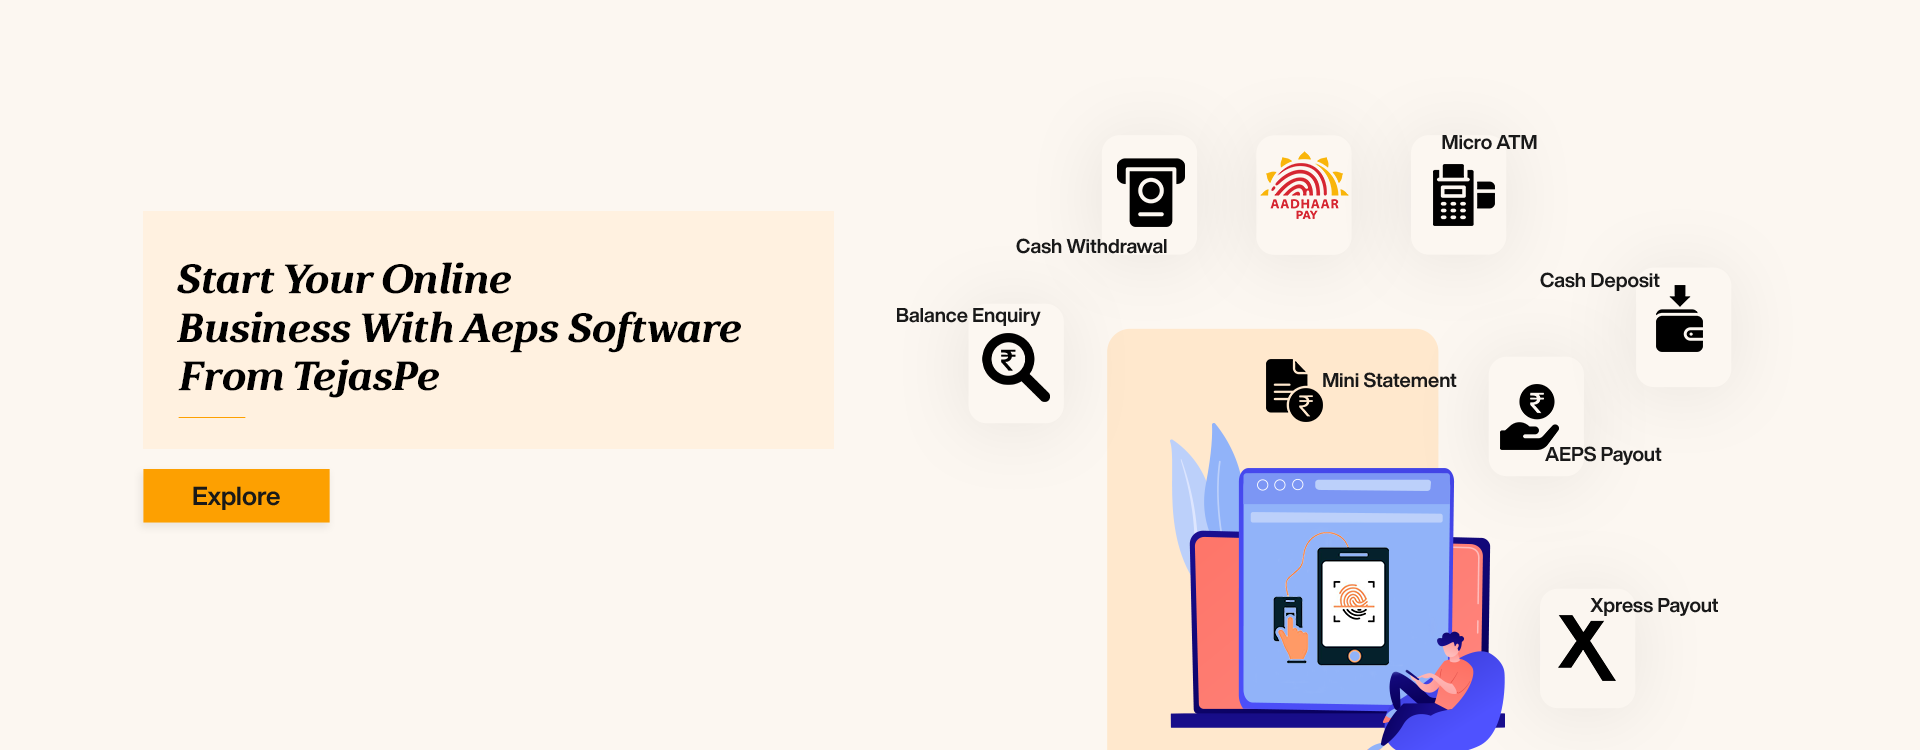 Start Your Online
Business With Aeps Software
From TejasPe
Explore
Micro ATM
AADHAAR
PAY
Cash Withdrawal
Cash Deposit
Balance Enquiry
₹
Mini Statement
₹
₹
AEPS Payout
Xpress Payout
X